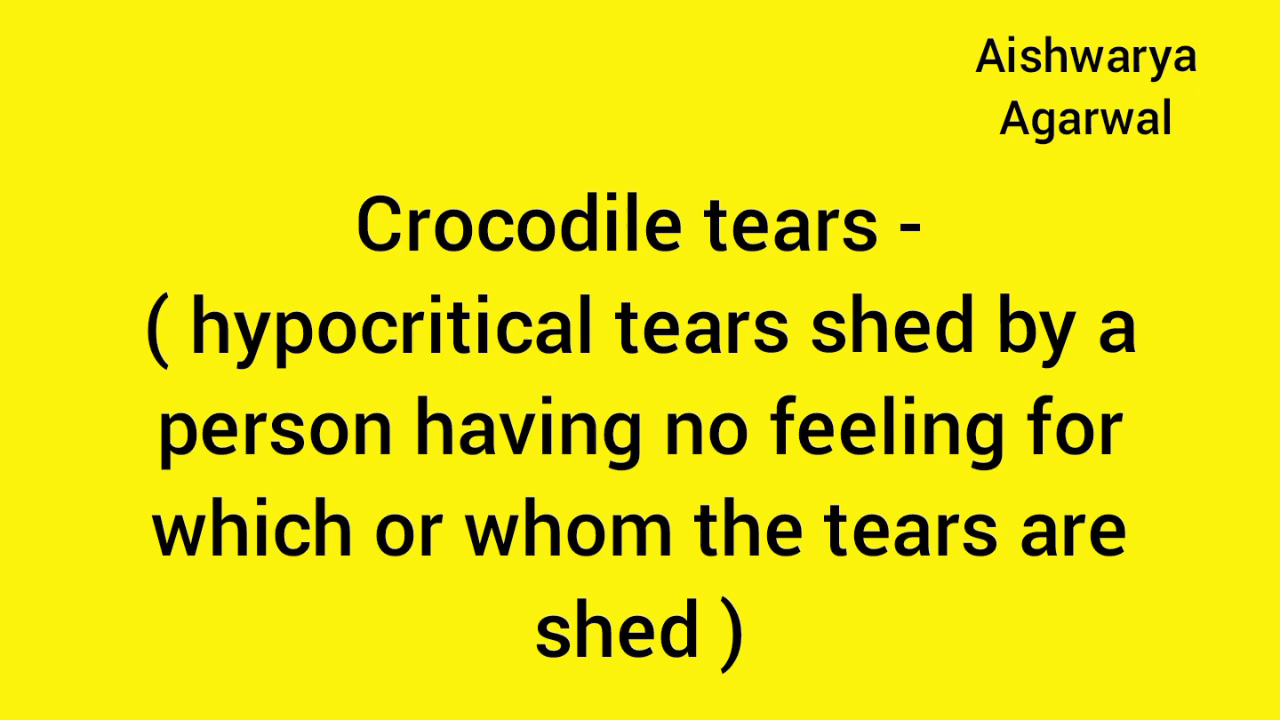 Aishwarya
Agarwal
Crocodile tears -
( hypocritical tears shed by a
person having no feeling for
which or whom the tears are
shed )